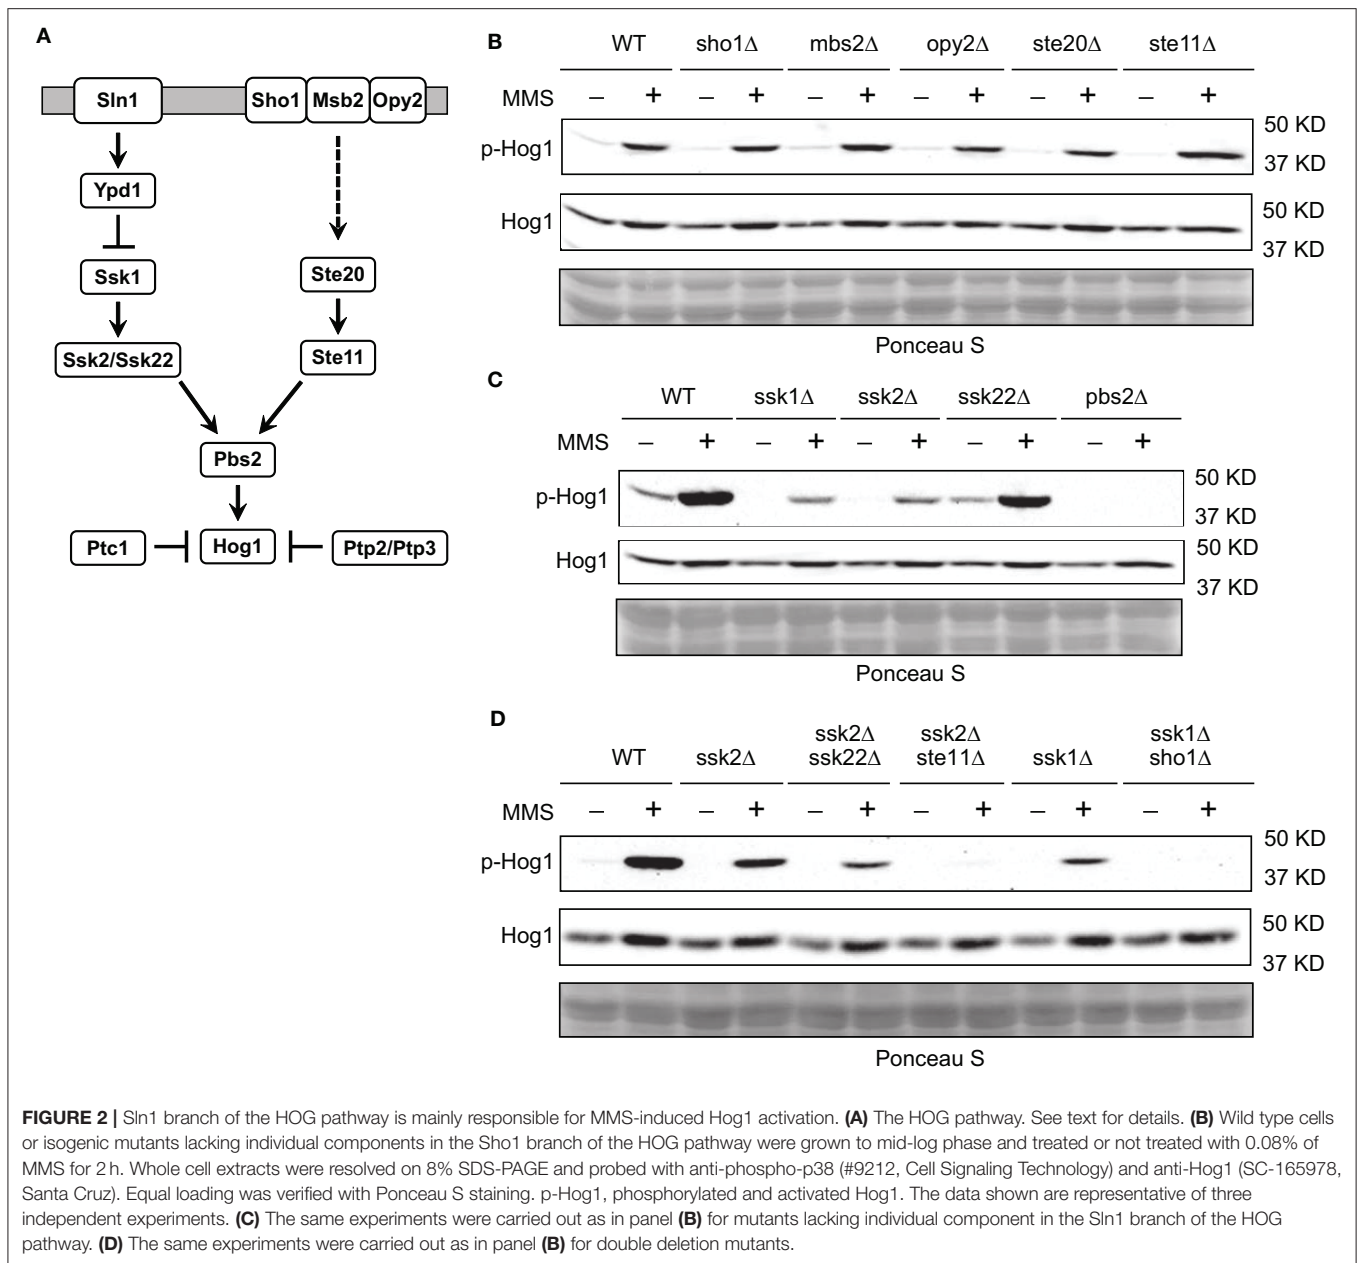 A
Sln1
Sho1 Msb2 Opy2
Ypd1
Ssk1
Ste20
Ssk2/Ssk22
Ste11
Pbs2
Ptc1
Hog1
Ptp2/Ptp3
B
WT sho1Δ mbs2Δ opy2Δ ste20Δ ste11Δ
MMS – + – + – + – + – + – +
p-Hog1
50 KD
37 KD
Hog1
50 KD
37 KD
Ponceau S
C
WT ssk1Δ ssk2Δ ssk22Δ pbs2Δ
MMS – + – + – + – + – +
p-Hog1
50 KD
37 KD
Hog1
50 KD
37 KD
Ponceau S
D
ssk2Δ ssk2Δ ssk1Δ
WT ssk2Δ ssk22Δ ste11Δ ssk1Δ sho1Δ
MMS – + – + – + – + – + – +
p-Hog1
50 KD
37 KD
Hog1
50 KD
37 KD
Ponceau S
FIGURE 2 | Sln1 branch of the HOG pathway is mainly responsible for MMS-induced Hog1 activation. (A) The HOG pathway. See text for details. (B) Wild type cells
or isogenic mutants lacking individual components in the Sho1 branch of the HOG pathway were grown to mid-log phase and treated or not treated with 0.08% of
MMS for 2 h. Whole cell extracts were resolved on 8% SDS-PAGE and probed with anti-phospho-p38 (#9212, Cell Signaling Technology) and anti-Hog1 (SC-165978,
Santa Cruz). Equal loading was verified with Ponceau S staining. p-Hog1, phosphorylated and activated Hog1. The data shown are representative of three
independent experiments. (C) The same experiments were carried out as in panel (B) for mutants lacking individual component in the Sln1 branch of the HOG
pathway. (D) The same experiments were carried out as in panel (B) for double deletion mutants.